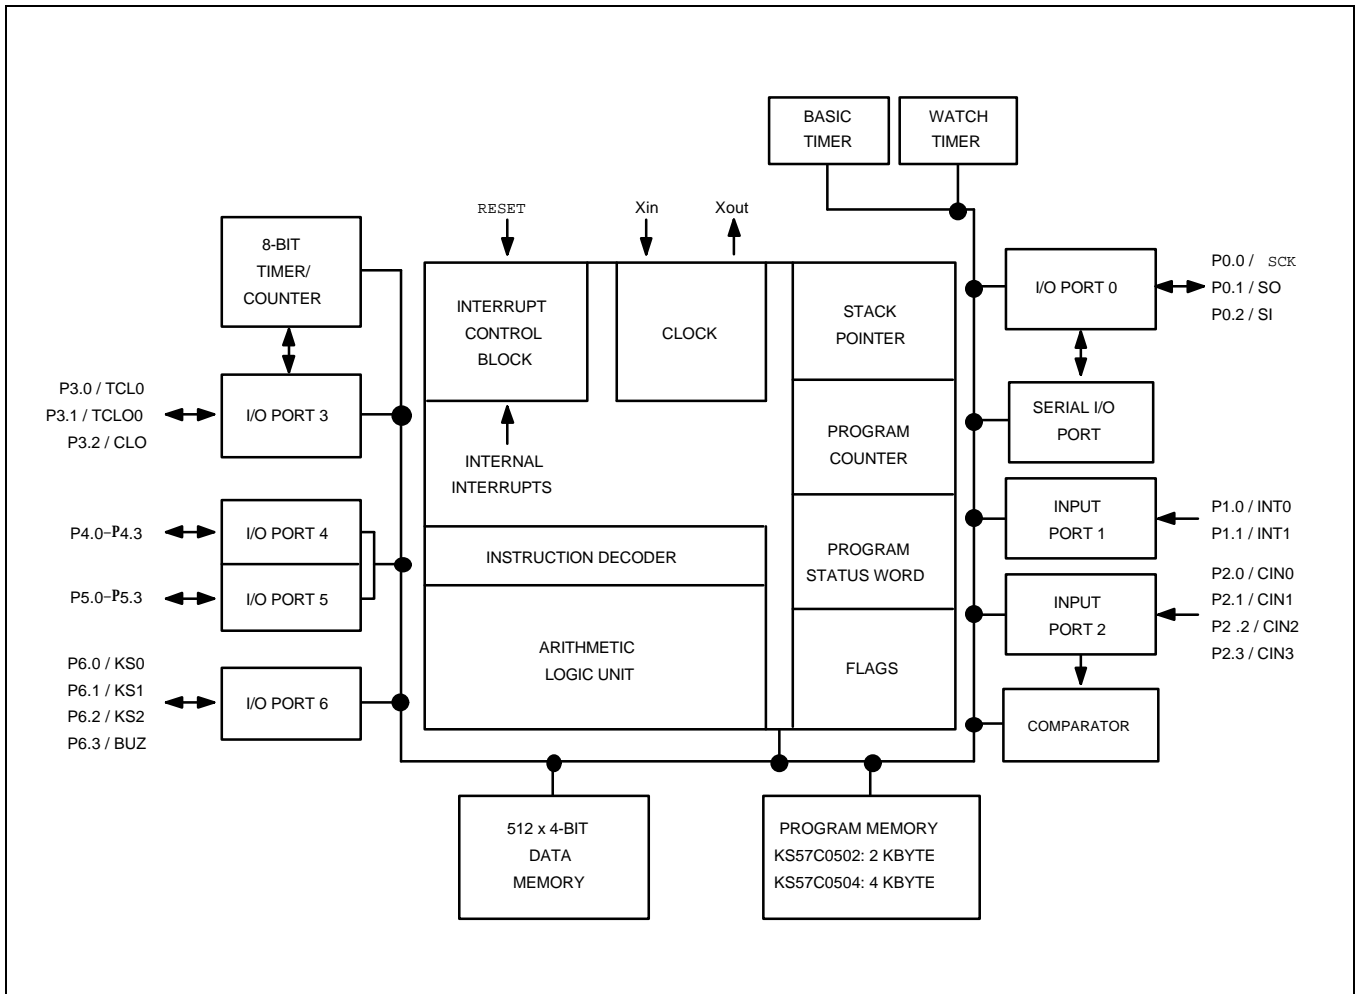 BASIC
TIMER
WATCH
TIMER
RESET
Xin
Xout
8-BIT
TIMER/
COUNTER
INTERRUPT
CONTROL
BLOCK
CLOCK
STACK
POINTER
I/O PORT 0
P0.0 / SCK
P0.1 / SO
P0.2 / SI
P3.0 / TCL0
P3.1 / TCLO0
P3.2 / CLO
I/O PORT 3
INTERNAL
INTERRUPTS
PROGRAM
COUNTER
SERIAL I/O
PORT
P4.0-P4.3
I/O PORT 4
P5.0-P5.3
I/O PORT 5
INSTRUCTION DECODER
PROGRAM
STATUS WORD
INPUT
PORT 1
P1.0 / INT0
P1.1 / INT1
INPUT
PORT 2
P2.0 / CIN0
P2.1 / CIN1
P2 .2 / CIN2
P2.3 / CIN3
P6.0 / KS0
P6.1 / KS1
P6.2 / KS2
P6.3 / BUZ
I/O PORT 6
ARITHMETIC
LOGIC UNIT
FLAGS
COMPARATOR
512 x 4-BIT
DATA
MEMORY
PROGRAM MEMORY
KS57C0502: 2 KBYTE
KS57C0504: 4 KBYTE